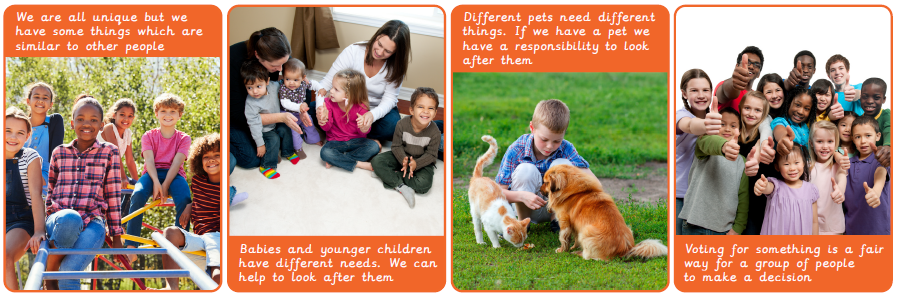 We are all unique but we
have some things which are
similar to other people
Babies and younger children
have different needs. We can
help to look after them
Different pets need different
things. If we have a pet we
have a responsibility to look
after them
Voting for something is a fair
way for a group of people
to make a decision